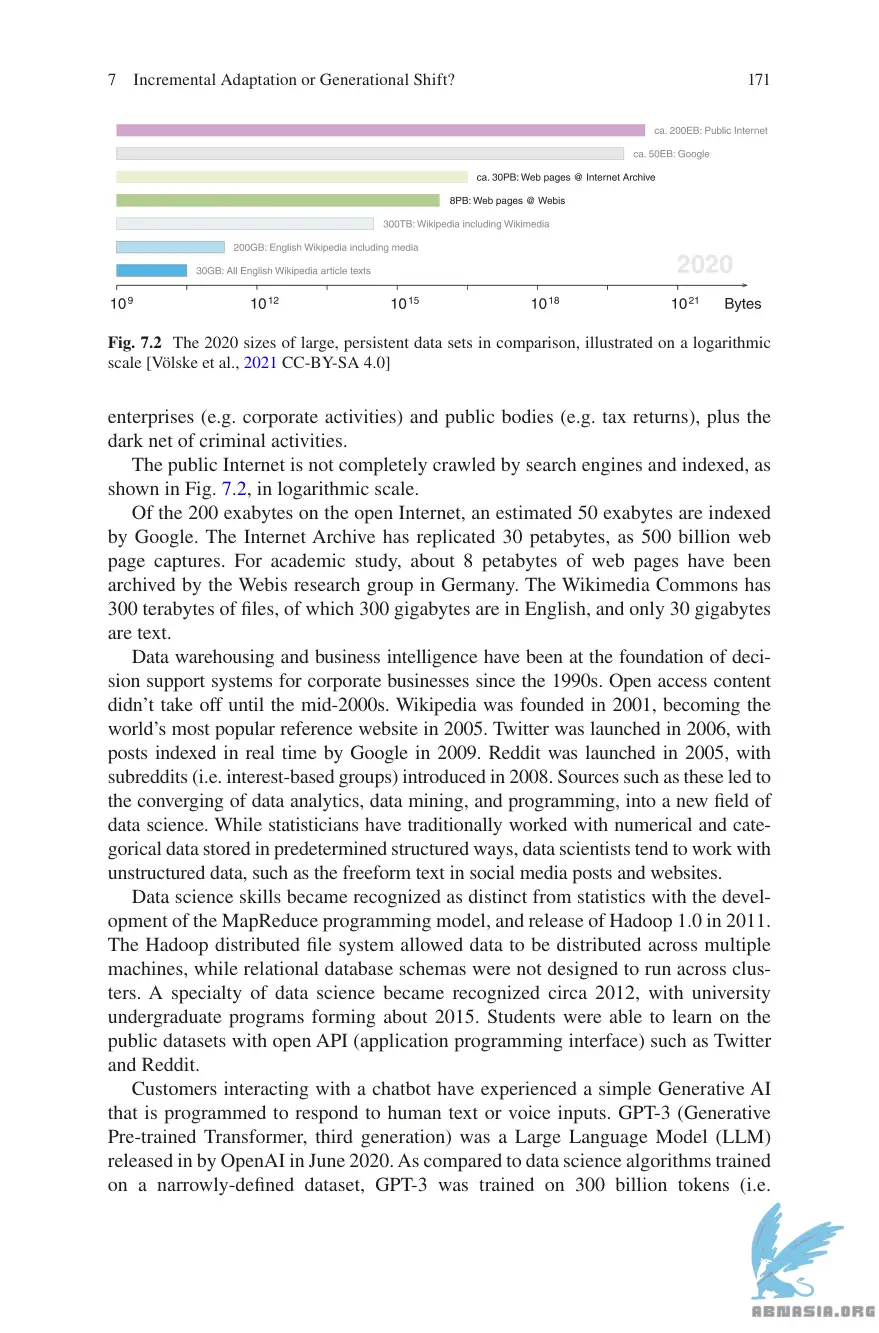 7 Incremental Adaptation or Generational Shift? 171
ca. 200EB: Public Internet
ca. 50EB: Google
ca. 30PB: Web pages @ Internet Archive
8PB: Web pages @ Webis
300TB: Wikipedia including Wikimedia
200GB: English Wikipedia including media
30GB: All English Wikipedia article texts
2020
10⁹ 10¹² 10¹⁵ 10¹⁸ 10²¹ Bytes
Fig. 7.2 The 2020 sizes of large, persistent data sets in comparison, illustrated on a logarithmic
scale [Völske et al., 2021 CC-BY-SA 4.0]
enterprises (e.g. corporate activities) and public bodies (e.g. tax returns), plus the
dark net of criminal activities.
The public Internet is not completely crawled by search engines and indexed, as
shown in Fig. 7.2, in logarithmic scale.
Of the 200 exabytes on the open Internet, an estimated 50 exabytes are indexed
by Google. The Internet Archive has replicated 30 petabytes, as 500 billion web
page captures. For academic study, about 8 petabytes of web pages have been
archived by the Webis research group in Germany. The Wikimedia Commons has
300 terabytes of files, of which 300 gigabytes are in English, and only 30 gigabytes
are text.
Data warehousing and business intelligence have been at the foundation of deci-
sion support systems for corporate businesses since the 1990s. Open access content
didn’t take off until the mid-2000s. Wikipedia was founded in 2001, becoming the
world’s most popular reference website in 2005. Twitter was launched in 2006, with
posts indexed in real time by Google in 2009. Reddit was launched in 2005, with
subreddits (i.e. interest-based groups) introduced in 2008. Sources such as these led to
the converging of data analytics, data mining, and programming, into a new field of
data science. While statisticians have traditionally worked with numerical and cate-
gorical data stored in predetermined structured ways, data scientists tend to work with
unstructured data, such as the freeform text in social media posts and websites.
Data science skills became recognized as distinct from statistics with the devel-
opment of the MapReduce programming model, and release of Hadoop 1.0 in 2011.
The Hadoop distributed file system allowed data to be distributed across multiple
machines, while relational database schemas were not designed to run across clus-
ters. A specialty of data science became recognized circa 2012, with university
undergraduate programs forming about 2015. Students were able to learn on the
public datasets with open API (application programming interface) such as Twitter
and Reddit.
Customers interacting with a chatbot have experienced a simple Generative AI
that is programmed to respond to human text or voice inputs. GPT-3 (Generative
Pre-trained Transformer, third generation) was a Large Language Model (LLM)
released in by OpenAI in June 2020. As compared to data science algorithms trained
on a narrowly-defined dataset, GPT-3 was trained on 300 billion tokens (i.e.
ABNASIA.ORG